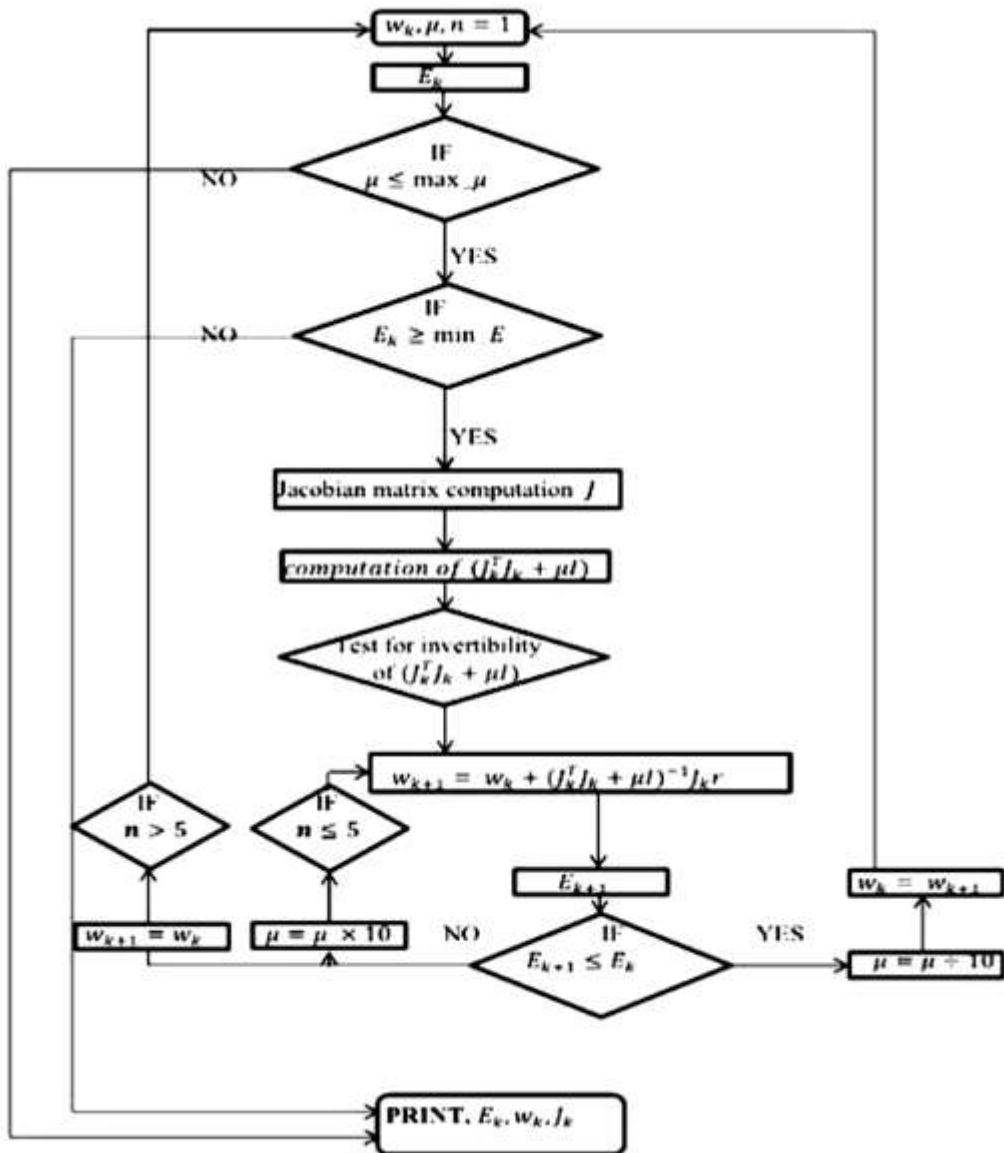 w_k, μ, n = 1
E_k
IF
μ ≤ max_μ
NO
YES
IF
E_k ≥ min_E
NO
YES
Jacobian matrix computation J
computation of (J_k^T J_k + μI)
Test for invertibility
of (J_k^T J_k + μI)
w_{k+1} = w_k + (J_k^T J_k + μI)^{-1} J_k r
IF
n > 5
IF
n ≤ 5
E_{k+1}
w_k = w_{k+1}
w_{k+1} = w_k
μ = μ × 10
NO
IF
E_{k+1} ≤ E_k
YES
μ = μ ÷ 10
PRINT, E_k, w_k, J_k